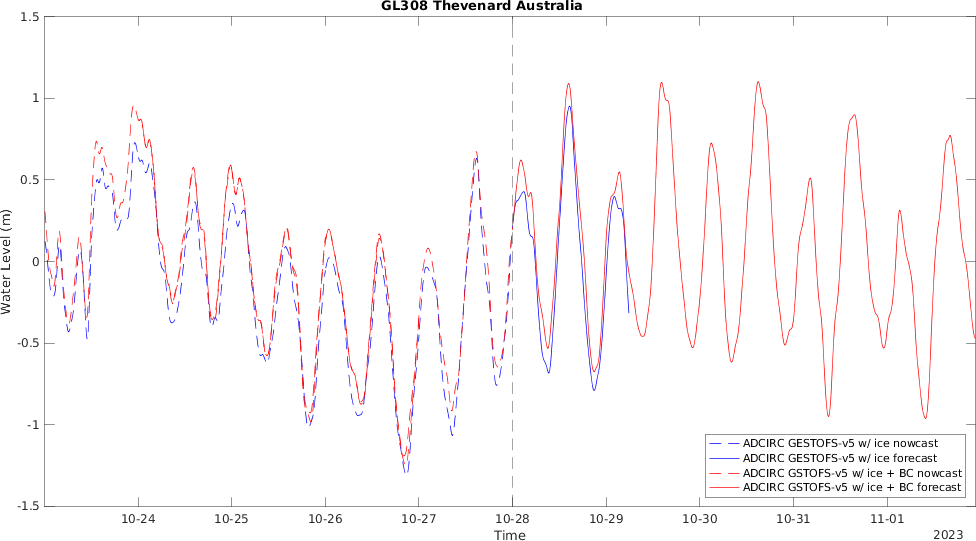 GL308 Thevenard Australia
1.5
1
0.5
0
-0.5
-1
-1.5
Water Level (m)
10-24
10-25
10-26
10-27
10-28
10-29
10-30
10-31
11-01
Time
2023
ADCIRC GESTOFS-v5 w/ ice nowcast
ADCIRC GESTOFS-v5 w/ ice forecast
ADCIRC GSTOFS-v5 w/ ice + BC nowcast
ADCIRC GSTOFS-v5 w/ ice + BC forecast